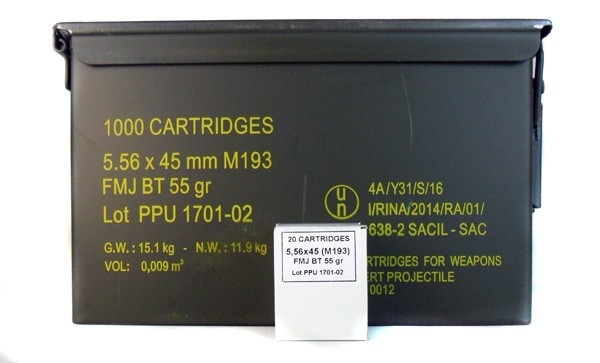 1000 CARTRIDGES
5.56 x 45 mm M193
FMJ BT 55 gr
Lot PPU 1701-02
G.W.: 15.1 kg - N.W.: 11.9 kg
VOL: 0,009 m³
un
4A/Y31/S/16
I/RINA/2014/RA/01/
638-2 SACIL - SAC
FOR WEAPONS
PROJECTILE
0012
20 CARTRIDGES
5,56x45 (M193)
FMJ BT 55 gr
Lot PPU 1701-02